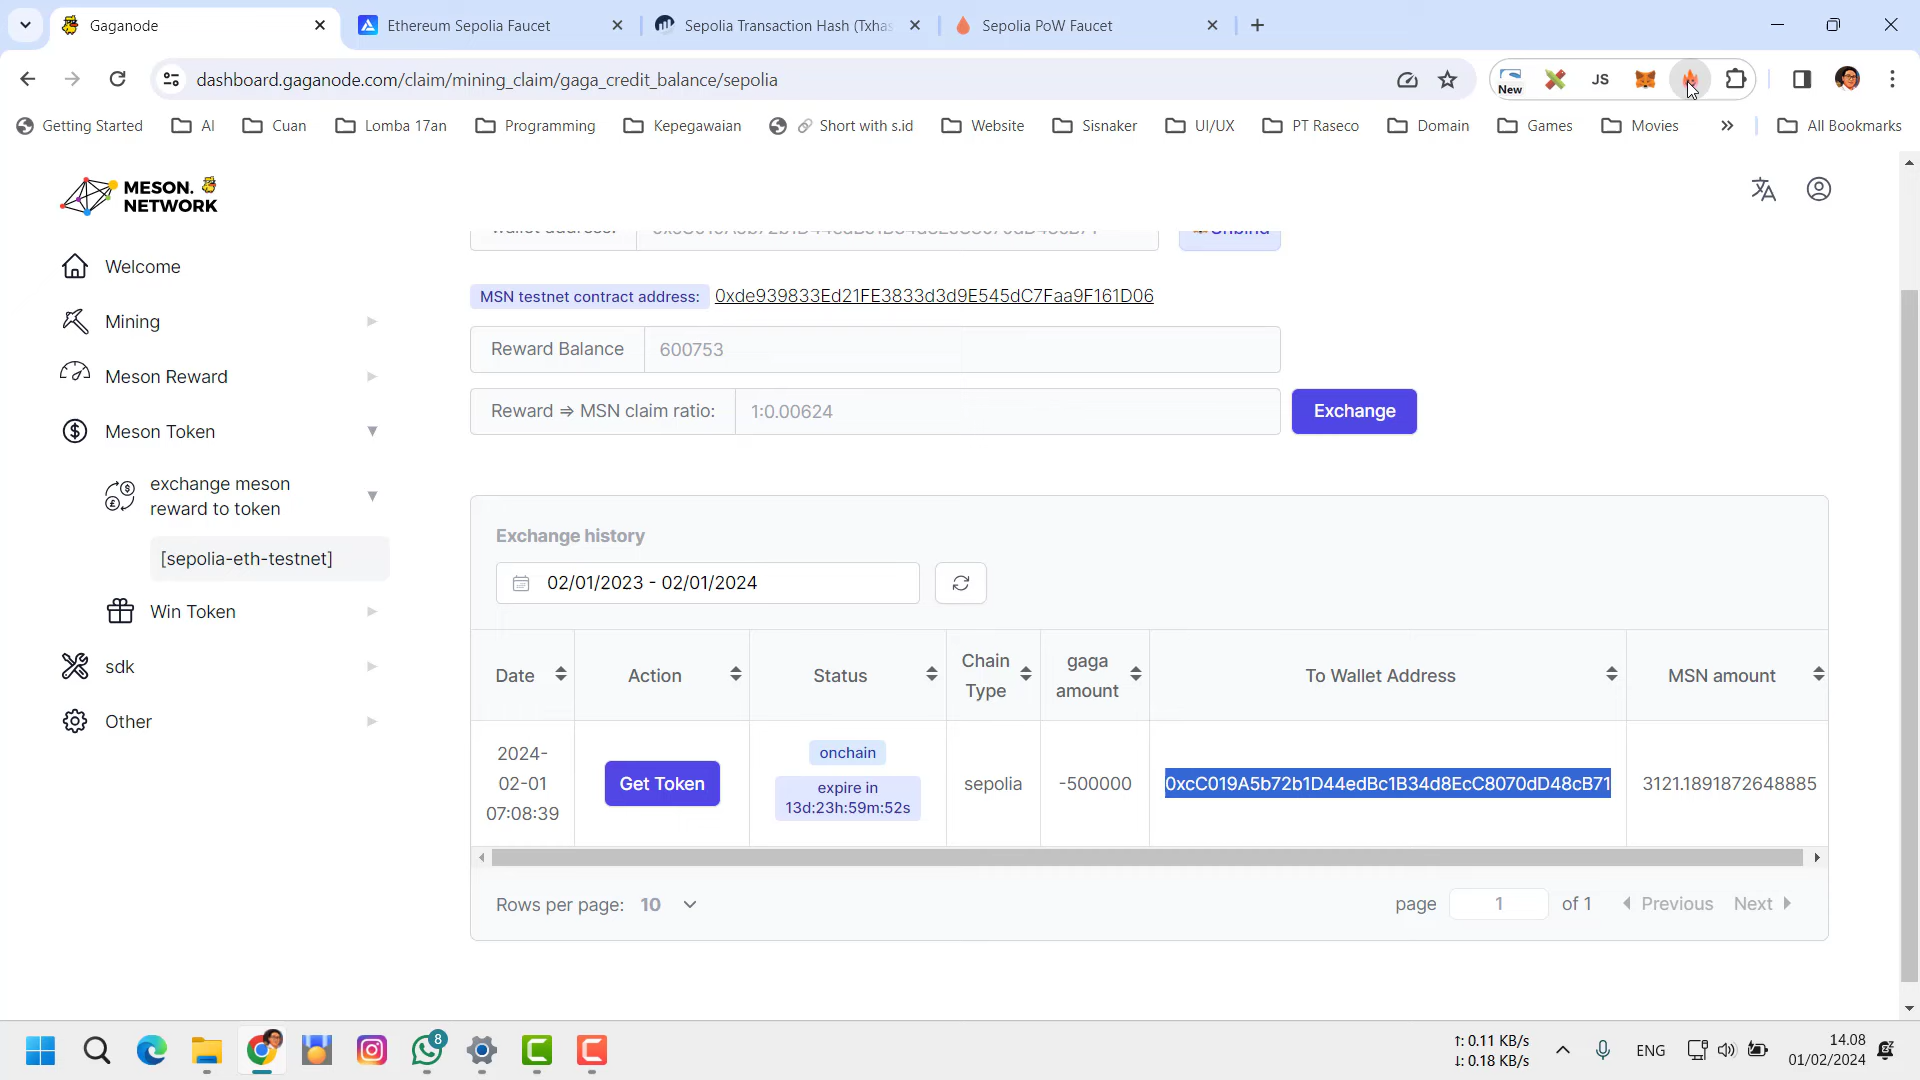 Gaganode
Ethereum Sepolia Faucet
Sepolia Transaction Hash (Txhas
Sepolia PoW Faucet
dashboard.gaganode.com/claim/mining_claim/gaga_credit_balance/sepolia
New
JS
Getting Started
AI
Cuan
Lomba 17an
Programming
Kepegawaian
Short with s.id
Website
Sisnaker
UI/UX
PT Raseco
Domain
Games
Movies
All Bookmarks
MESON.
NETWORK
Welcome
Mining
Meson Reward
Meson Token
exchange meson
reward to token
[sepolia-eth-testnet]
Win Token
sdk
Other
wallet address:
Unbind
MSN testnet contract address: 0xde939833Ed21FE3833d3d9E545dC7Faa9F161D06
Reward Balance 600753
Reward ⇒ MSN claim ratio: 1:0.00624
Exchange
Exchange history
02/01/2023 - 02/01/2024
Date
Action
Status
Chain
Type
gaga
amount
To Wallet Address
MSN amount
2024-
02-01
07:08:39
Get Token
onchain
expire in
13d:23h:59m:52s
sepolia
-500000
0xcC019A5b72b1D44edBc1B34d8EcC8070dD48cB71
3121.1891872648885
Rows per page: 10
page 1 of 1 Previous Next
8
↑: 0.11 KB/s
↓: 0.18 KB/s
ENG
14.08
01/02/2024